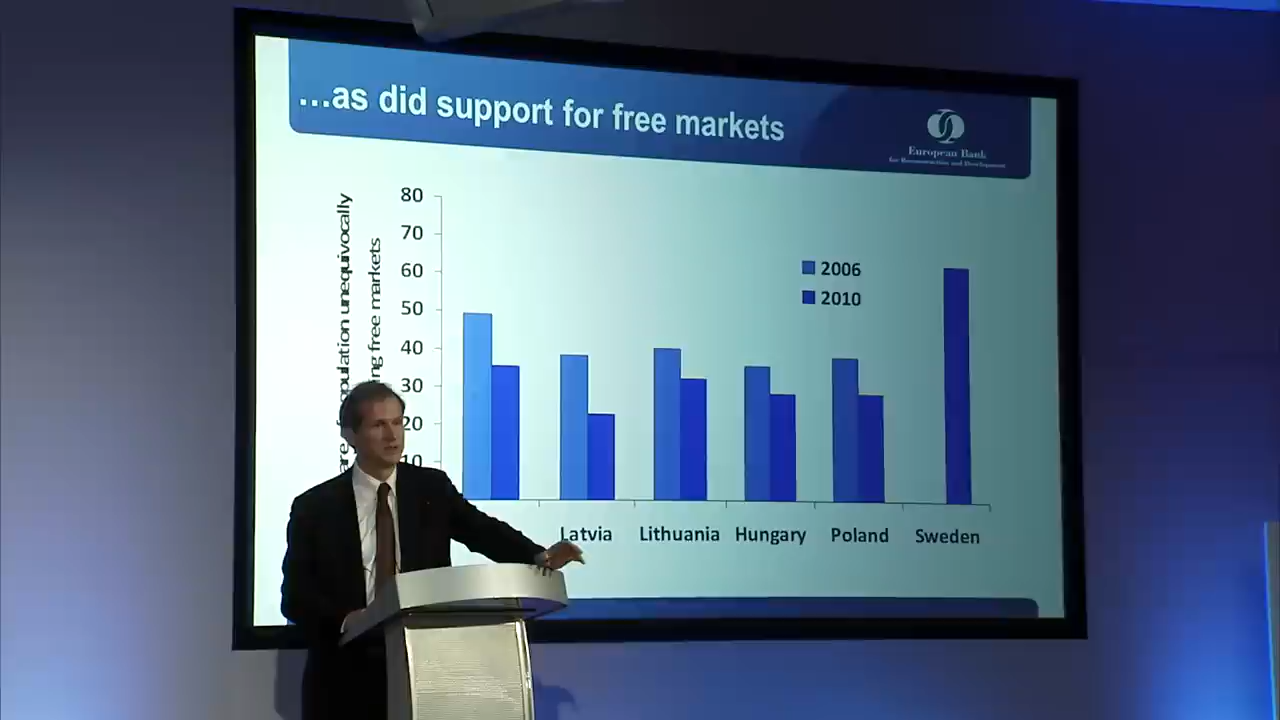 ...as did support for free markets
European Bank
for Reconstruction and Development
population unequivocally
free markets
80
70
60
50
40
30
20
10
2006
2010
Latvia
Lithuania
Hungary
Poland
Sweden